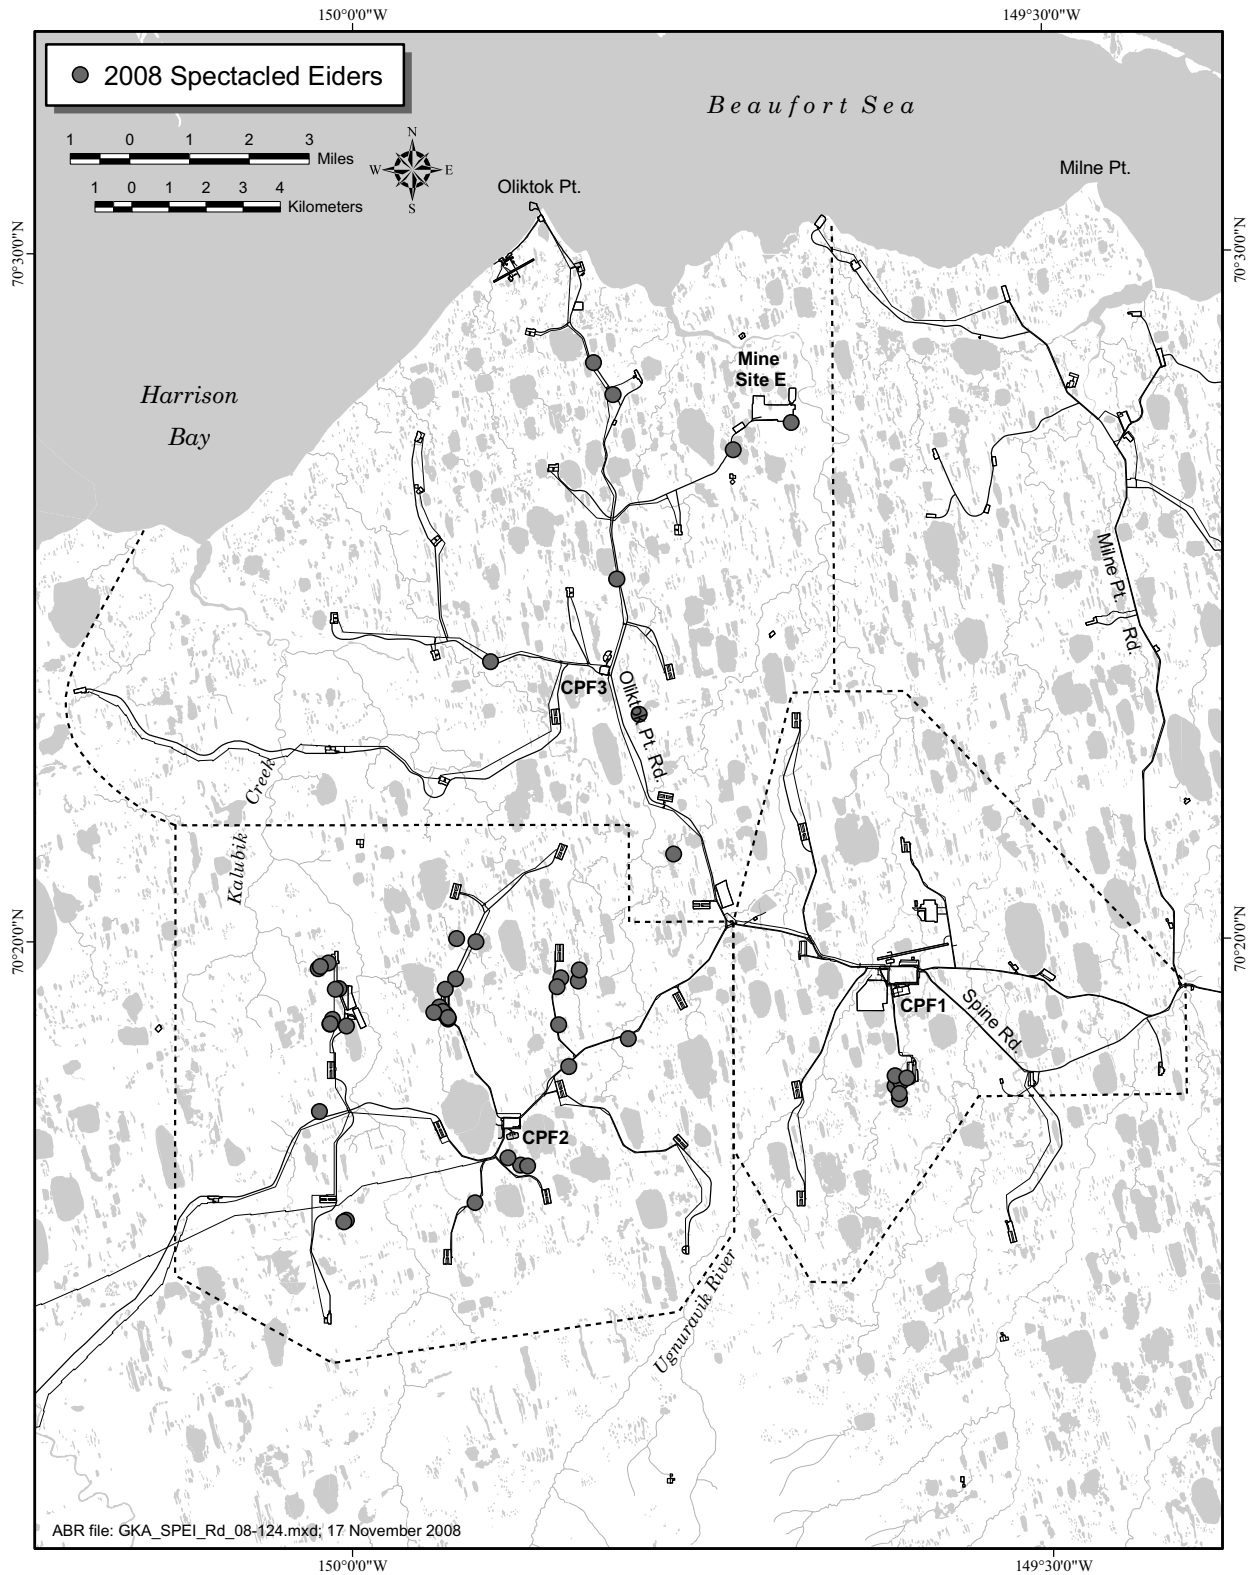 150°0'0"W
149°30'0"W
2008 Spectacled Eiders
Beaufort Sea
1 0 1 2 3
Miles
N
W E
S
1 0 1 2 3 4
Kilometers
Oliktok Pt.
Milne Pt.
70°30'0"N
70°30'0"N
Mine
Site E
Harrison
Bay
Milne Pt. Rd
CPF3
Oliktok Pt. Rd.
Creek
Kalubik
70°20'0"N
70°20'0"N
CPF1
Spine Rd.
CPF2
Ugnuravik River
ABR file: GKA_SPEI_Rd_08-124.mxd; 17 November 2008
150°0'0"W
149°30'0"W